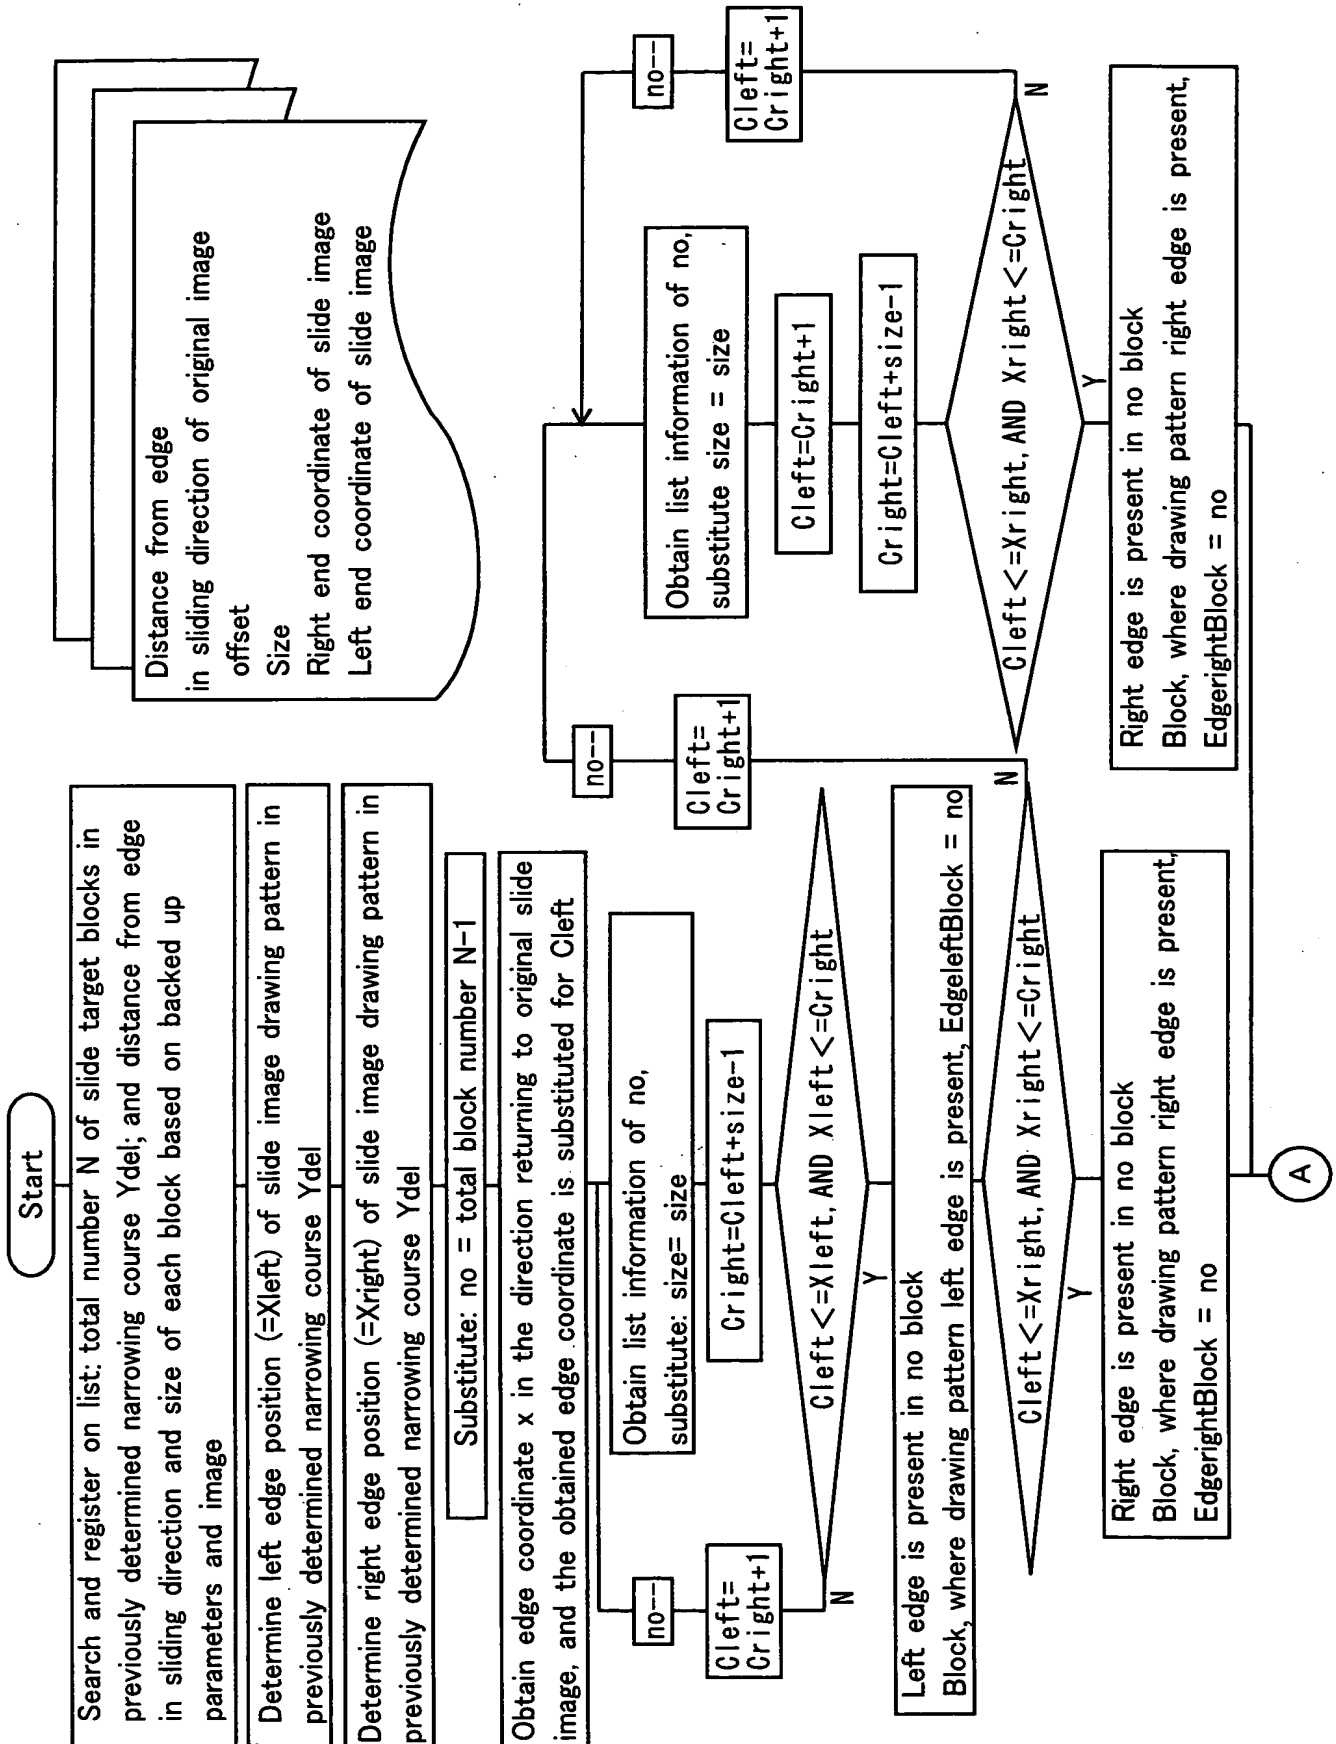 Start
Search and register on list: total number N of slide target blocks in
previously determined narrowing course Ydel; and distance from edge
in sliding direction and size of each block based on backed up
parameters and image
Determine left edge position (=Xleft) of slide image drawing pattern in
previously determined narrowing course Ydel
Determine right edge position (=Xright) of slide image drawing pattern in
previously determined narrowing course Ydel
Substitute: no = total block number N-1
Obtain edge coordinate x in the direction returning to original slide
image, and the obtained edge coordinate is substituted for Cleft
Obtain list information of no,
substitute: size= size
Cright=Cleft+size-1
Cleft<=Xleft, AND Xleft<=Cright
N
Cleft=
Cright+1
no--
Y
Left edge is present in no block
Block, where drawing pattern left edge is present, EdgeleftBlock = no
Cleft<=Xright, AND Xright<=Cright
Y
Right edge is present in no block
Block, where drawing pattern right edge is present,
EdgerightBlock = no
N
Cleft=
Cright+1
no--
Distance from edge
in sliding direction of original image
offset
Size
Right end coordinate of slide image
Left end coordinate of slide image
Obtain list information of no,
substitute size = size
Cleft=Cright+1
Cright=Cleft+size-1
Cleft<=Xright, AND Xright<=Cright
N
Cleft=
Cright+1
no--
Y
Right edge is present in no block
Block, where drawing pattern right edge is present,
EdgerightBlock = no
A